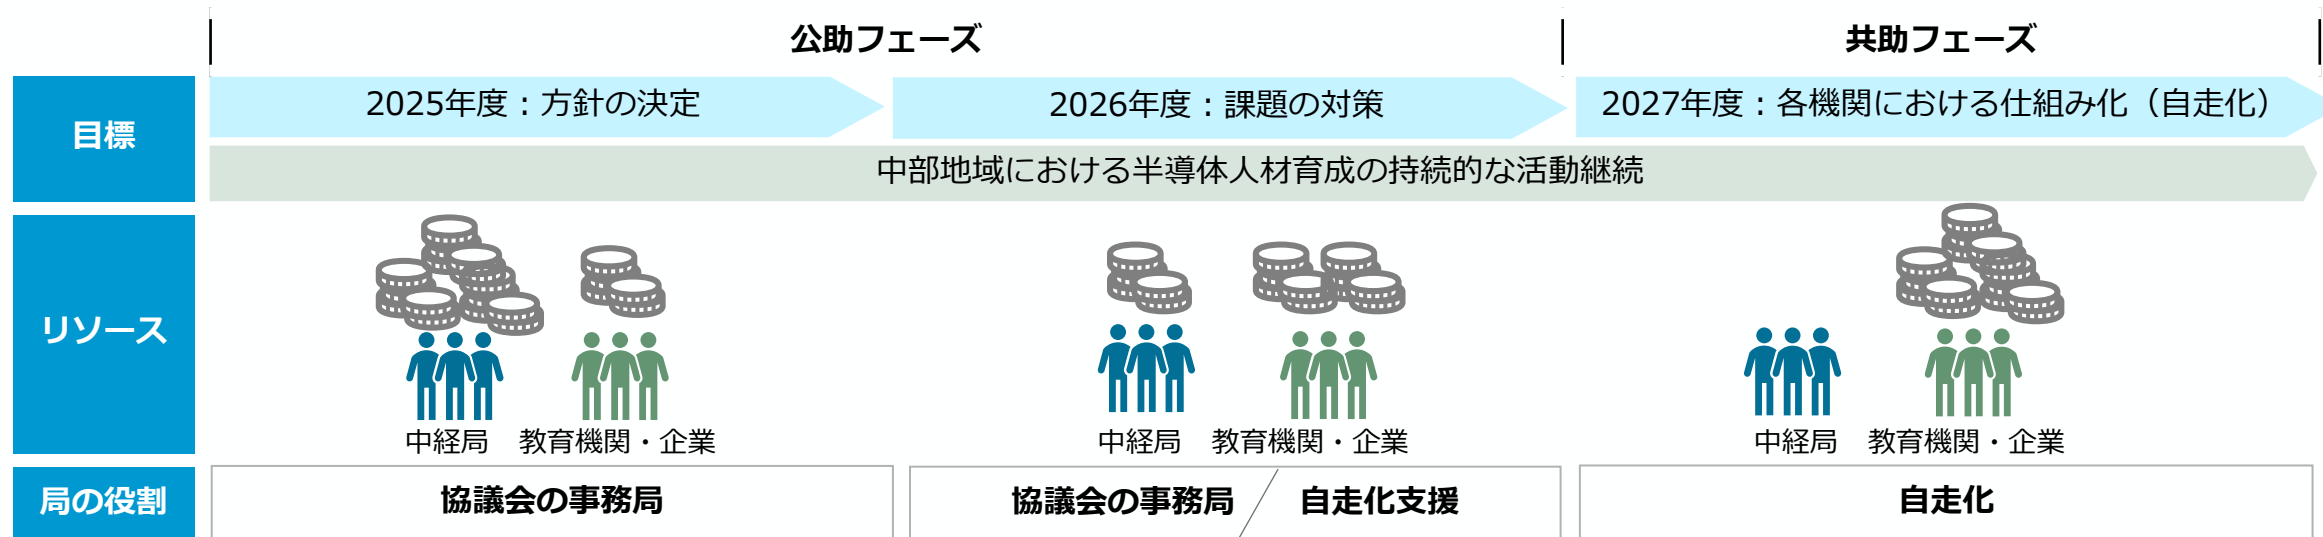 公助フェーズ
共助フェーズ
目標
2025年度：方針の決定
2026年度：課題の対策
2027年度：各機関における仕組み化（自走化）
中部地域における半導体人材育成の持続的な活動継続
リソース
中経局 教育機関・企業
中経局 教育機関・企業
中経局 教育機関・企業
局の役割
協議会の事務局
協議会の事務局 / 自走化支援
自走化